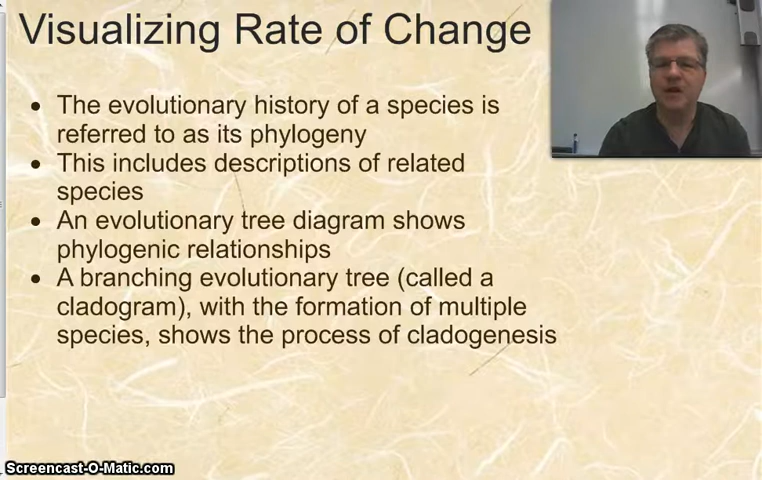 Visualizing Rate of Change
• The evolutionary history of a species is
referred to as its phylogeny
• This includes descriptions of related
species
• An evolutionary tree diagram shows
phylogenic relationships
• A branching evolutionary tree (called a
cladogram), with the formation of multiple
species, shows the process of cladogenesis
Screencast-O-Matic.com